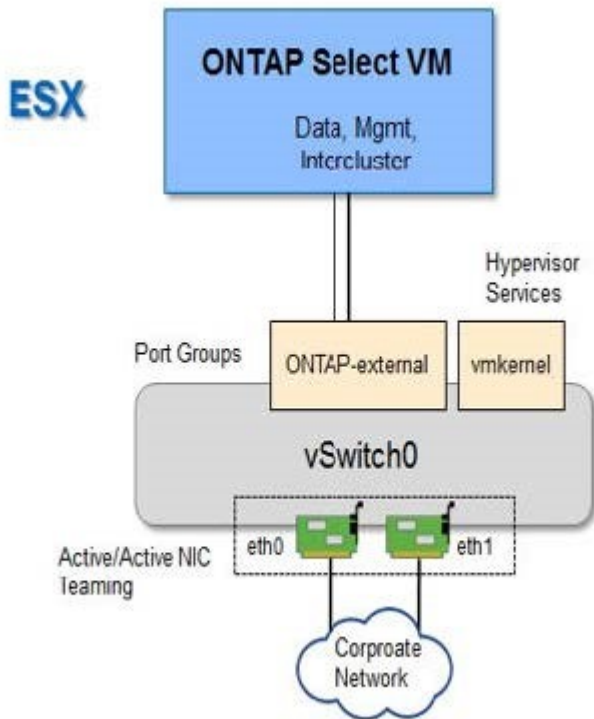 ESX
ONTAP Select VM
Data, Mgmt,
Intercluster
Hypervisor
Services
Port Groups
ONTAP-external
vmkernel
vSwitch0
eth0
eth1
Active/Active NIC
Teaming
Corproate
Network